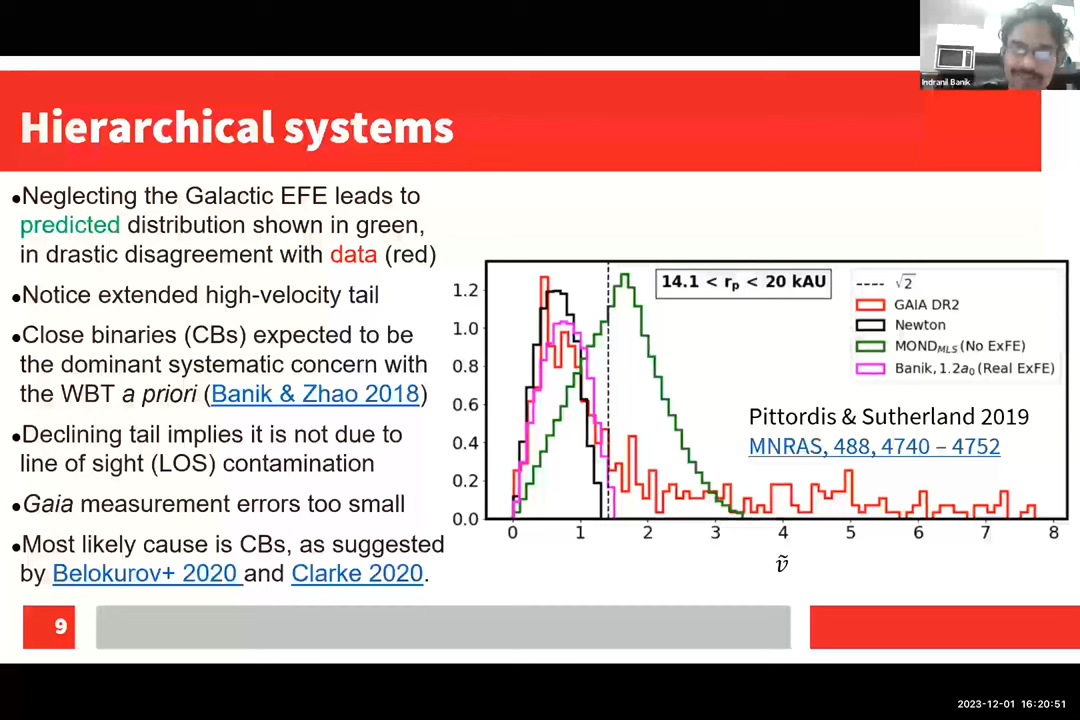 Indranil Banik
Hierarchical systems
•Neglecting the Galactic EFE leads to
predicted distribution shown in green,
in drastic disagreement with data (red)
•Notice extended high-velocity tail
•Close binaries (CBs) expected to be
the dominant systematic concern with
the WBT a priori (Banik & Zhao 2018)
•Declining tail implies it is not due to
line of sight (LOS) contamination
•Gaia measurement errors too small
•Most likely cause is CBs, as suggested
by Belokurov+ 2020 and Clarke 2020.
14.1 < rₚ < 20 kAU
√2
GAIA DR2
Newton
MOND_MLS (No ExFE)
Banik, 1.2a₀ (Real ExFE)
Pittordis & Sutherland 2019
MNRAS, 488, 4740 – 4752
1.2
1.0
0.8
0.6
0.4
0.2
0.0
0 1 2 3 4 5 6 7 8
ṽ
9
2023-12-01 16:20:51